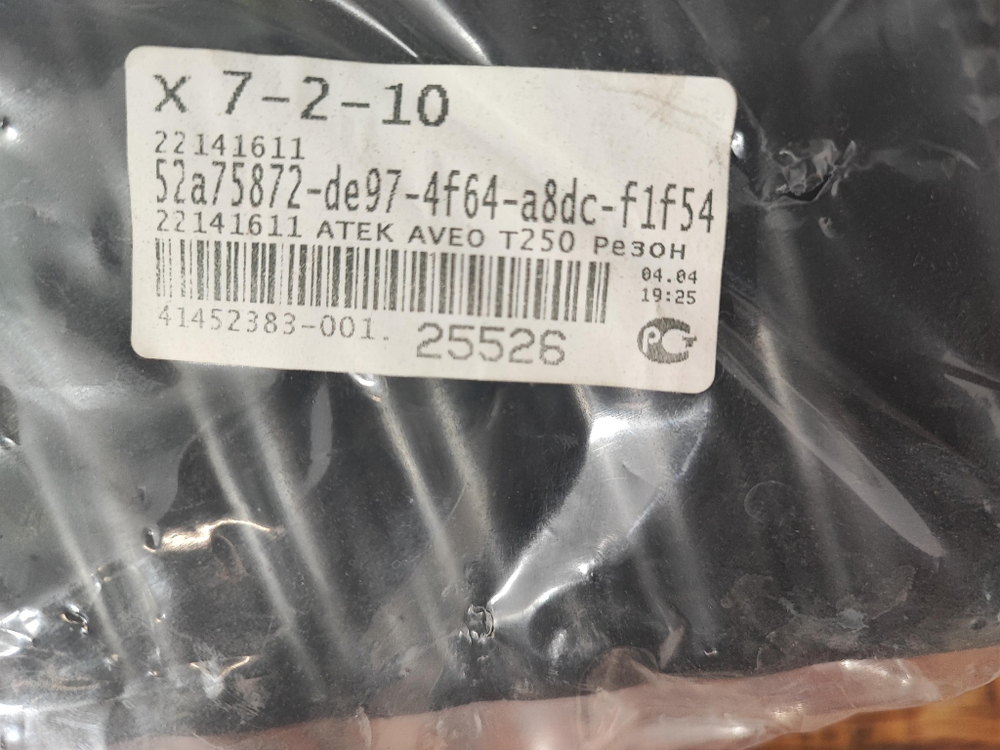 X 7-2-10
22141611
52a75872-de97-4f64-a8dc-f1f54
22141611 ATEK AVEO T250 Резон
04.04
19:25
41452383-001. 25526
РСТ